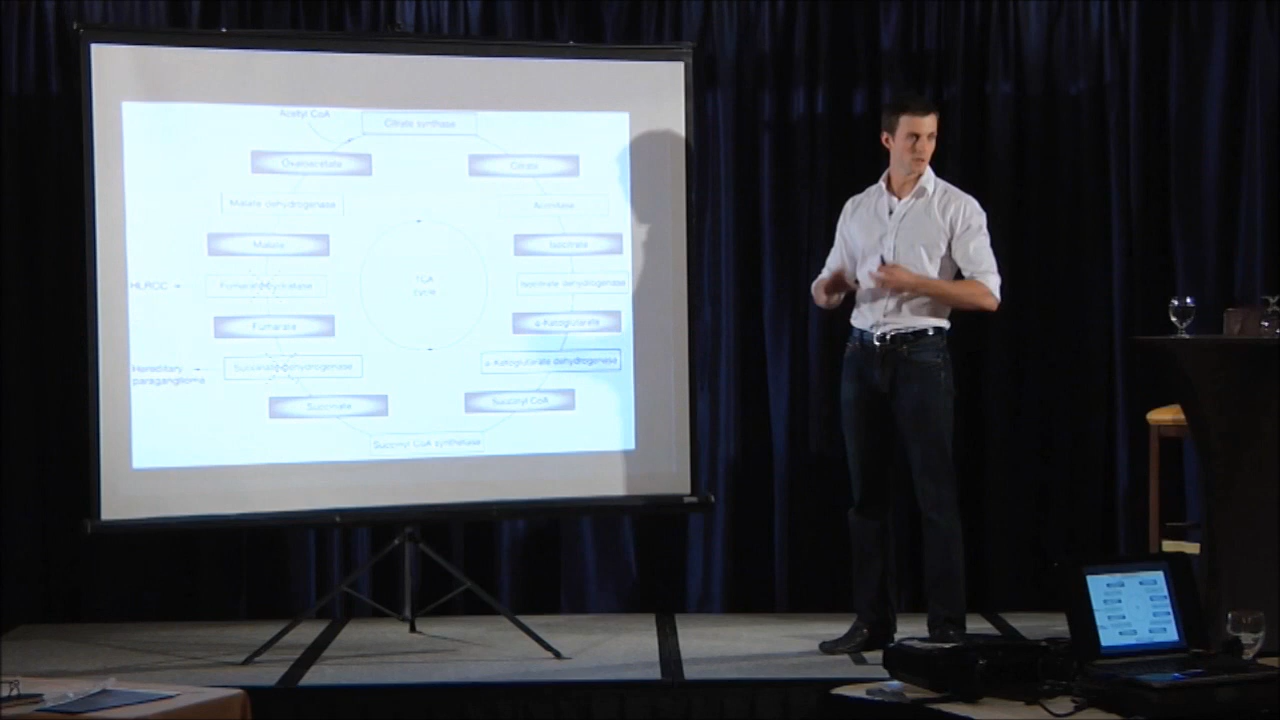 Acetyl CoA
Citrate synthase
Oxaloacetate
Citrate
Malate dehydrogenase
Aconitase
Malate
Isocitrate
HLRCC
Fumarate hydratase
Isocitrate dehydrogenase
TCA
cycle
Fumarate
α-Ketoglutarate
Hereditary
paraganglioma
Succinate dehydrogenase
α-Ketoglutarate dehydrogenase
Succinate
Succinyl CoA
Succinyl CoA synthetase